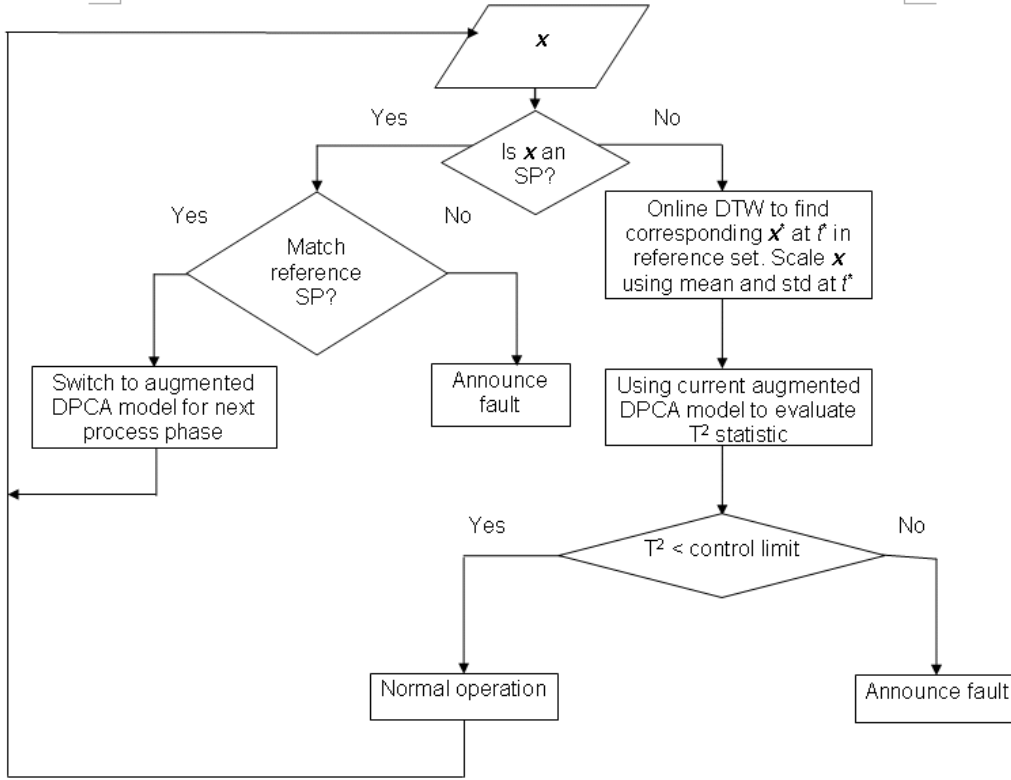 x
Yes
No
Is x an
SP?
Yes
No
Match
reference
SP?
Online DTW to find
corresponding x* at t* in
reference set. Scale x
using mean and std at t*
Switch to augmented
DPCA model for next
process phase
Announce
fault
Using current augmented
DPCA model to evaluate
T² statistic
Yes
No
T² < control limit
Normal operation
Announce fault